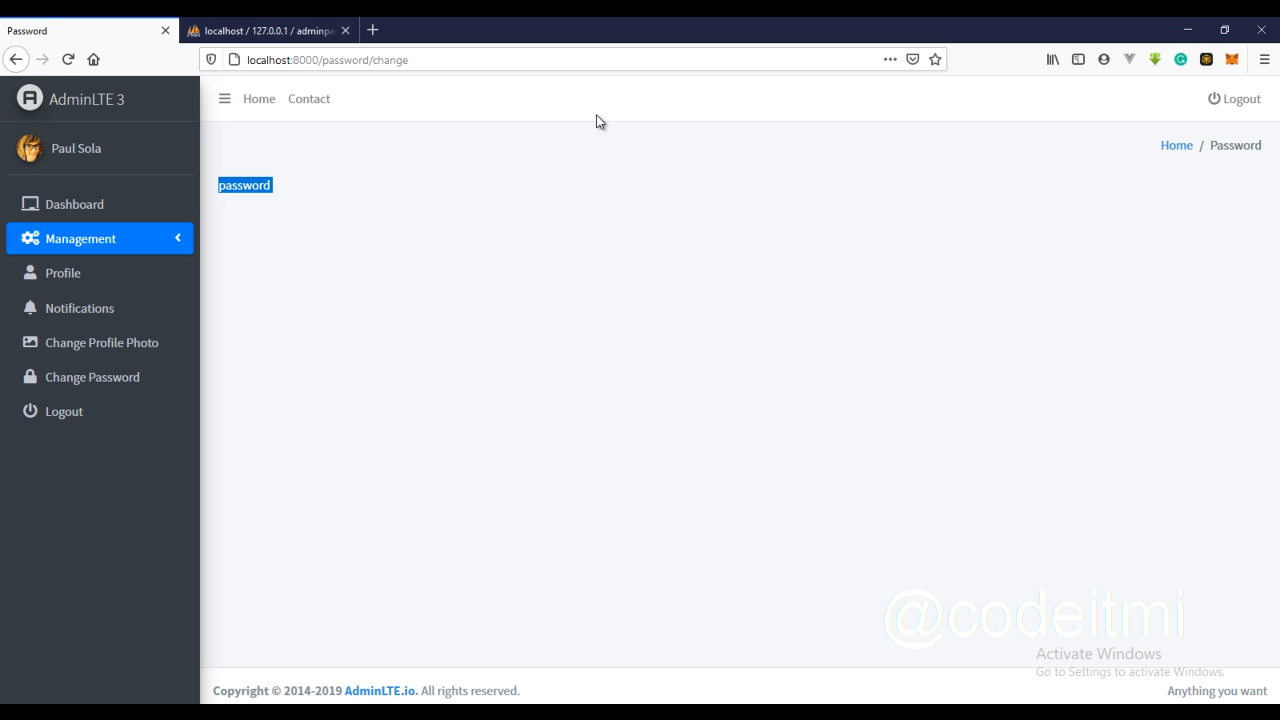 Password
localhost / 127.0.0.1 / adminpa
localhost:8000/password/change
AdminLTE 3
Home Contact
Logout
Paul Sola
Home / Password
password
Dashboard
Management
Profile
Notifications
Change Profile Photo
Change Password
Logout
@codeitmi
Activate Windows
Go to Settings to activate Windows.
Copyright © 2014-2019 AdminLTE.io. All rights reserved.
Anything you want